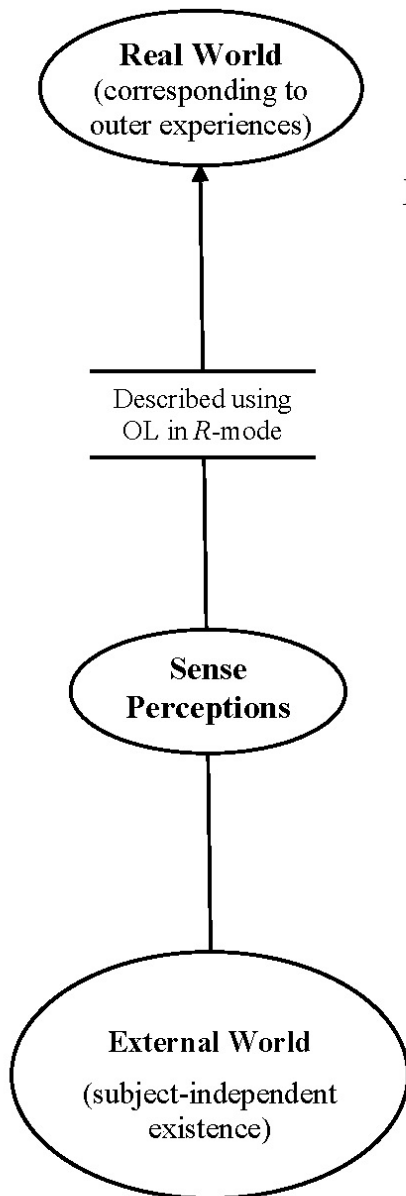 Real World
(corresponding to
outer experiences)
Described using
OL in R-mode
Sense
Perceptions
External World
(subject-independent
existence)